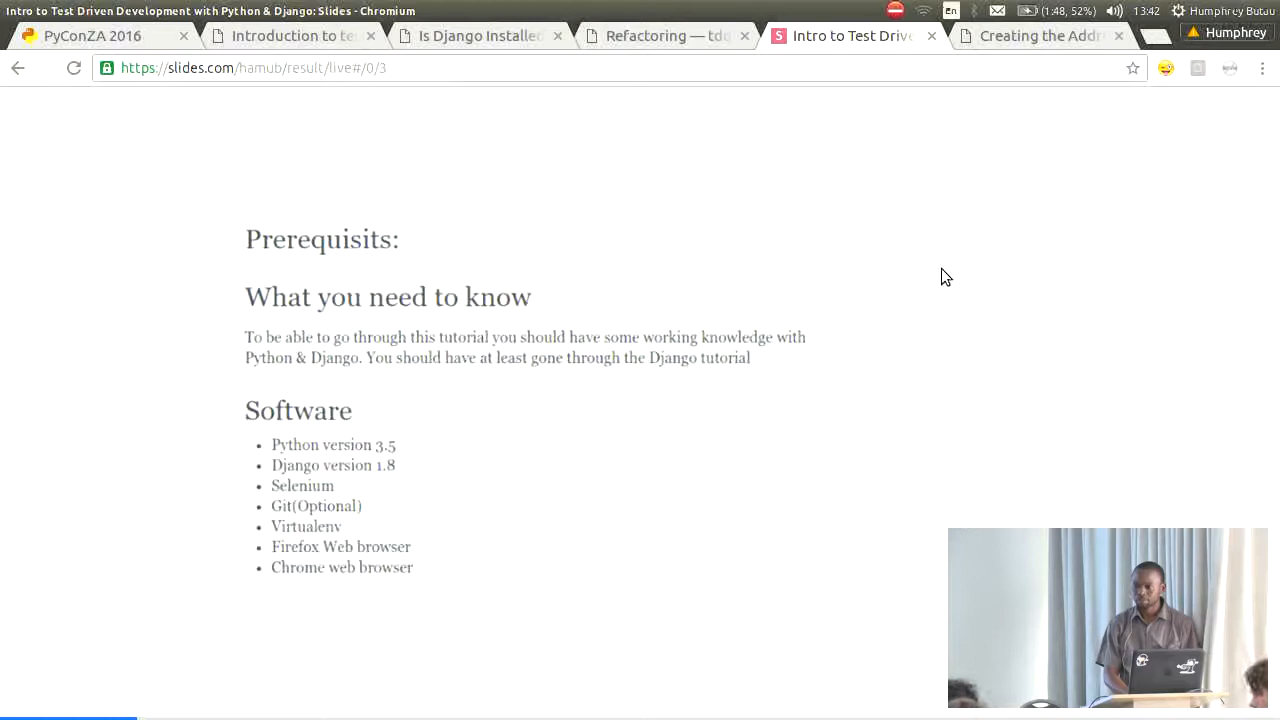 Intro to Test Driven Development with Python & Django: Slides - Chromium
En
(1:48, 52%)
13:42
Humphrey Butau
PyConZA 2016
Introduction to te
Is Django Installed
Refactoring — tdd
Intro to Test Drive
Creating the Addr
Humphrey
https://slides.com/hamub/result/live#/0/3
Prerequisits:
What you need to know
To be able to go through this tutorial you should have some working knowledge with
Python & Django. You should have at least gone through the Django tutorial
Software
• Python version 3.5
• Django version 1.8
• Selenium
• Git(Optional)
• Virtualenv
• Firefox Web browser
• Chrome web browser